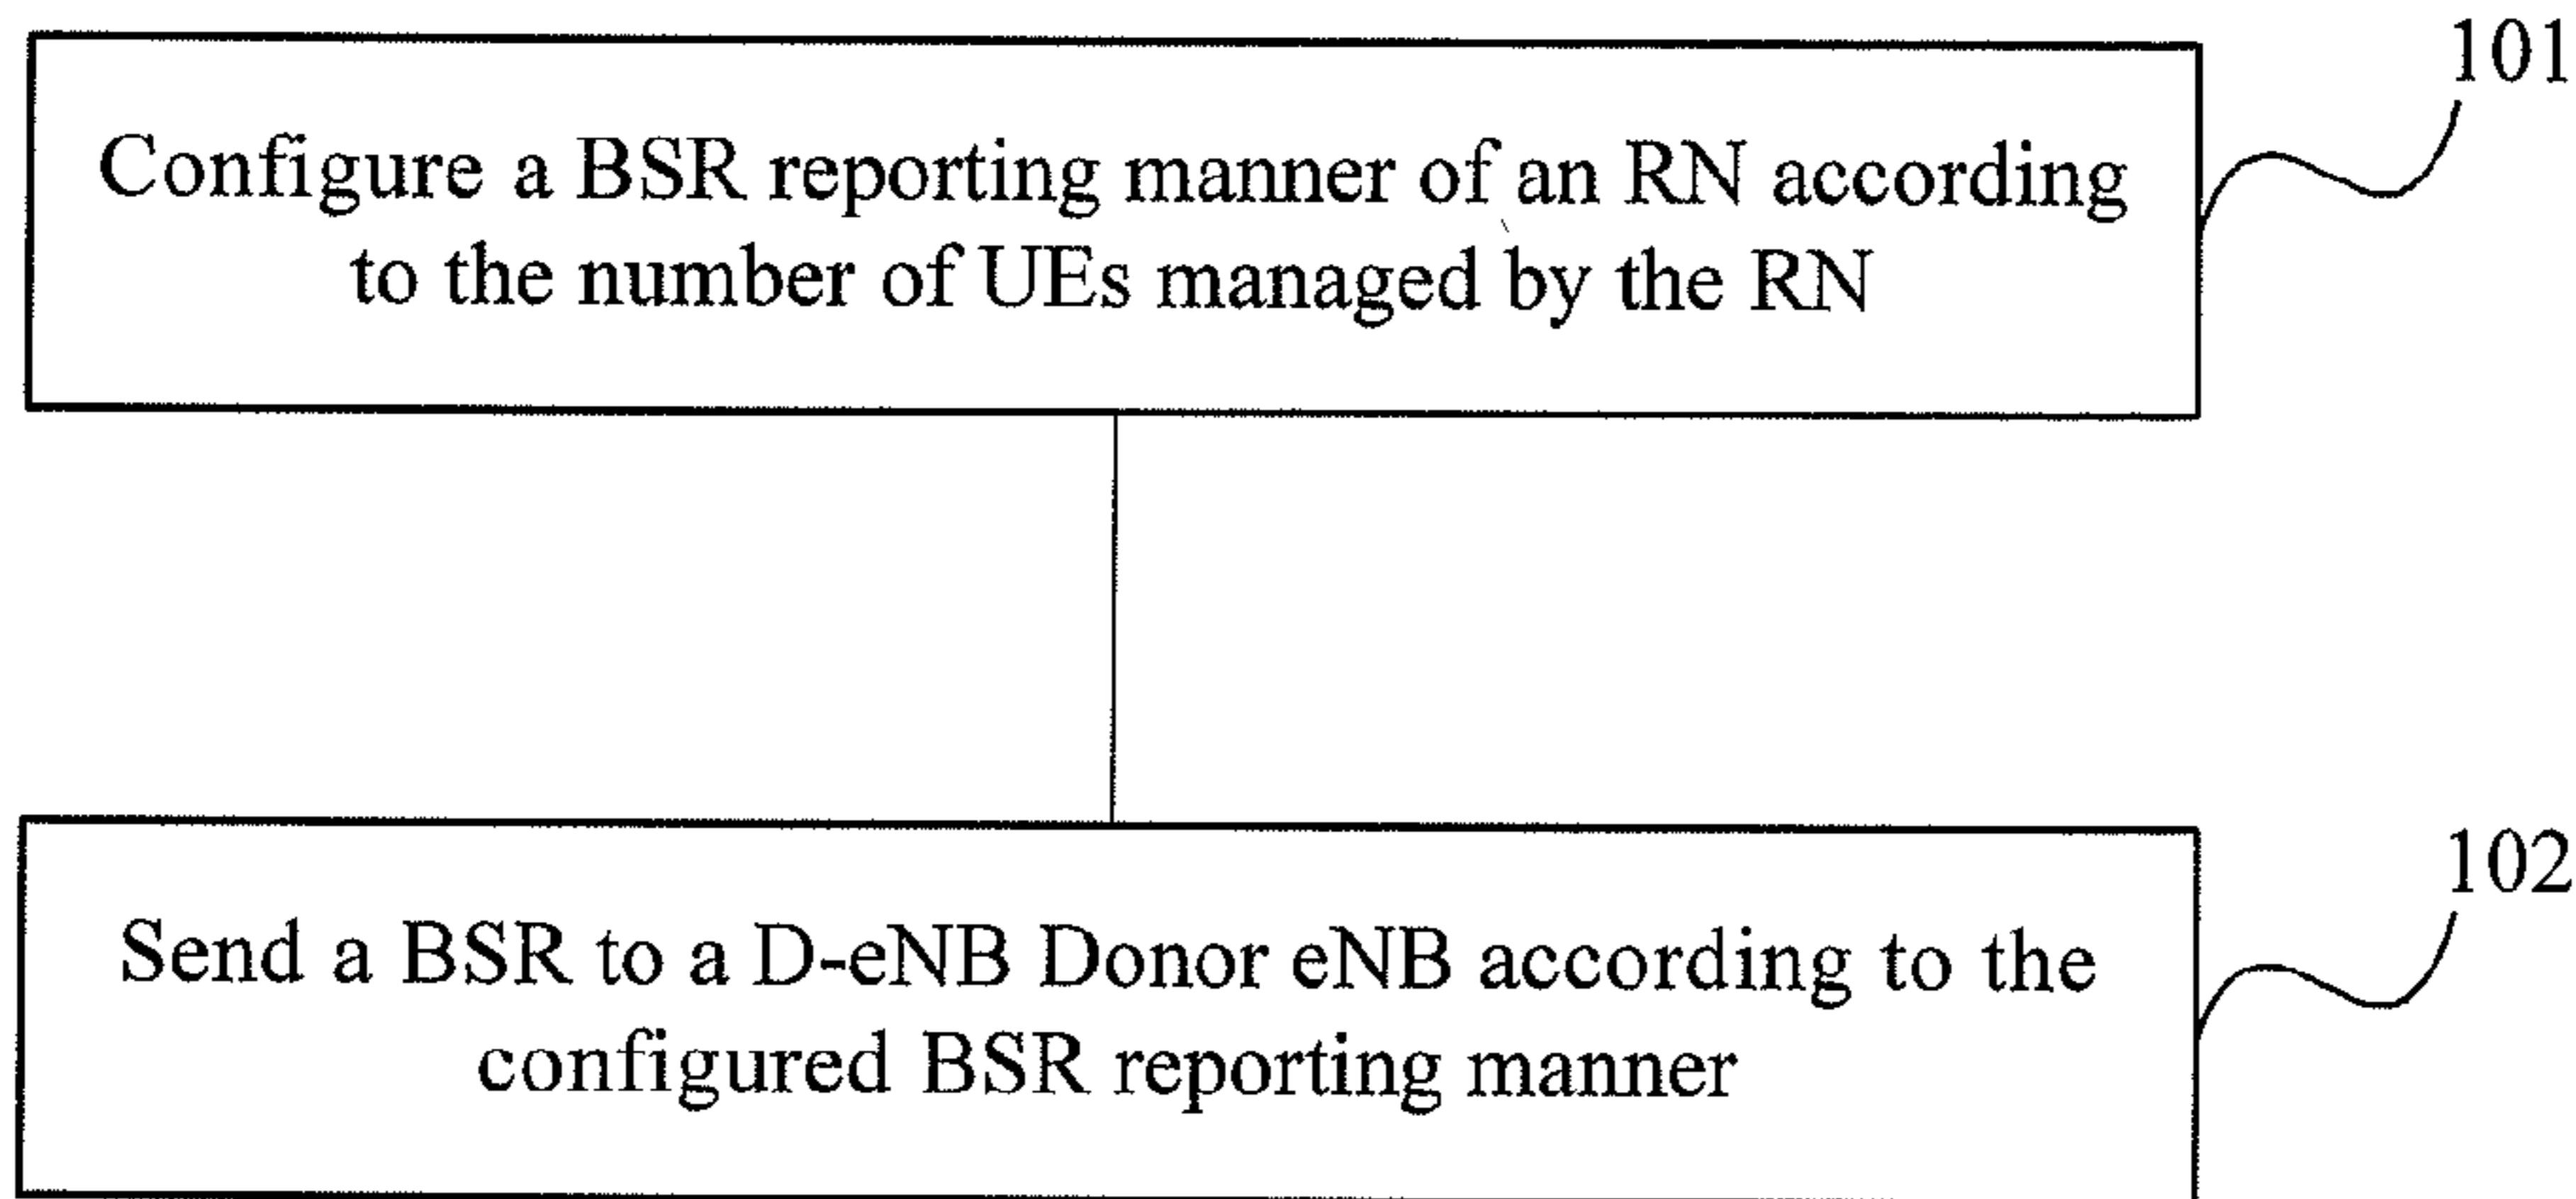 101
Configure a BSR reporting manner of an RN according
to the number of UEs managed by the RN
102
Send a BSR to a D-eNB Donor eNB according to the
configured BSR reporting manner